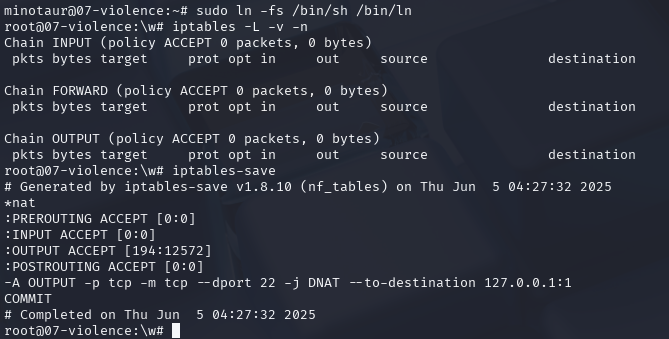 minotaur@07-violence:~# sudo ln -fs /bin/sh /bin/ln
root@07-violence:\w# iptables -L -v -n
Chain INPUT (policy ACCEPT 0 packets, 0 bytes)
 pkts bytes target     prot opt in     out     source               destination

Chain FORWARD (policy ACCEPT 0 packets, 0 bytes)
 pkts bytes target     prot opt in     out     source               destination

Chain OUTPUT (policy ACCEPT 0 packets, 0 bytes)
 pkts bytes target     prot opt in     out     source               destination
root@07-violence:\w# iptables-save
# Generated by iptables-save v1.8.10 (nf_tables) on Thu Jun  5 04:27:32 2025
*nat
:PREROUTING ACCEPT [0:0]
:INPUT ACCEPT [0:0]
:OUTPUT ACCEPT [194:12572]
:POSTROUTING ACCEPT [0:0]
-A OUTPUT -p tcp -m tcp --dport 22 -j DNAT --to-destination 127.0.0.1:1
COMMIT
# Completed on Thu Jun  5 04:27:32 2025
root@07-violence:\w#